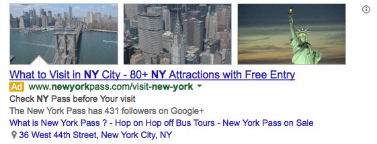 What to Visit in NY City - 80+ NY Attractions with Free Entry
Ad www.newyorkpass.com/visit-new-york
Check NY Pass before Your visit
The New York Pass has 431 followers on Google+
What is New York Pass ? - Hop on Hop off Bus Tours - New York Pass on Sale
36 West 44th Street, New York City, NY